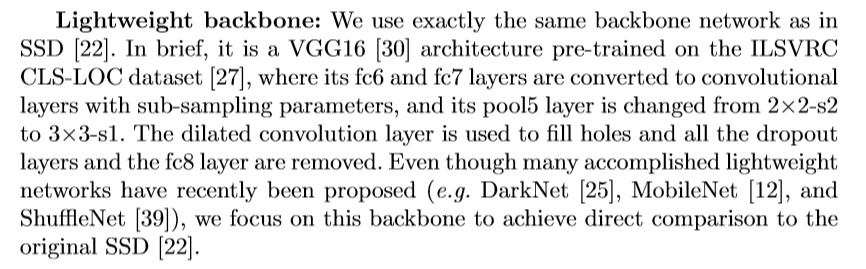 Lightweight backbone: We use exactly the same backbone network as in
SSD [22]. In brief, it is a VGG16 [30] architecture pre-trained on the ILSVRC
CLS-LOC dataset [27], where its fc6 and fc7 layers are converted to convolutional
layers with sub-sampling parameters, and its pool5 layer is changed from 2×2-s2
to 3×3-s1. The dilated convolution layer is used to fill holes and all the dropout
layers and the fc8 layer are removed. Even though many accomplished lightweight
networks have recently been proposed (e.g. DarkNet [25], MobileNet [12], and
ShuffleNet [39]), we focus on this backbone to achieve direct comparison to the
original SSD [22].